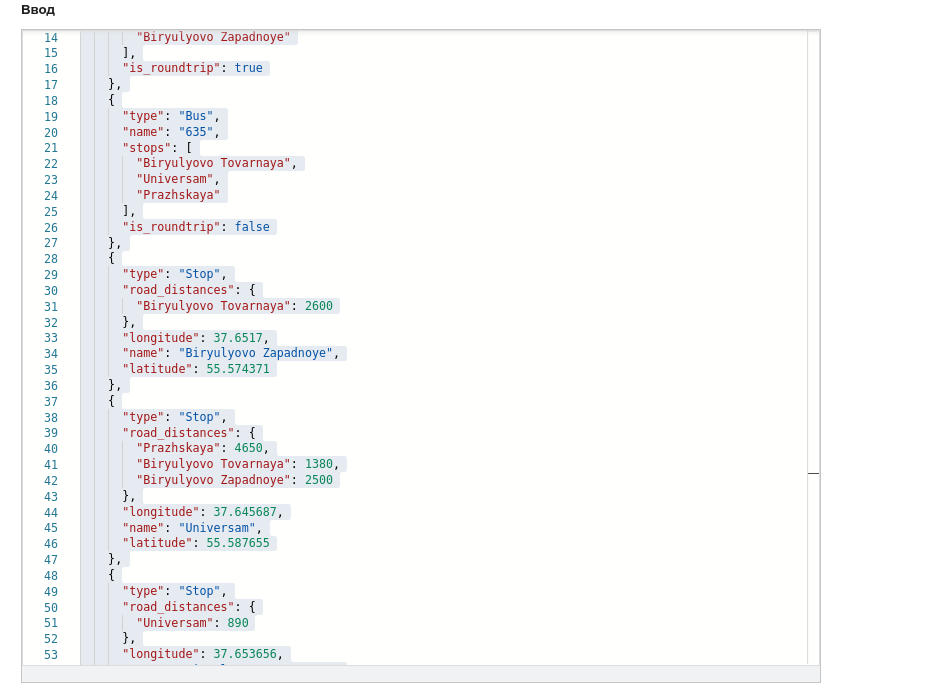 Ввод
14 "Biryulyovo Zapadnoye"
15 ],
16 "is_roundtrip": true
17 },
18 {
19 "type": "Bus",
20 "name": "635",
21 "stops": [
22 "Biryulyovo Tovarnaya",
23 "Universam",
24 "Prazhskaya"
25 ],
26 "is_roundtrip": false
27 },
28 {
29 "type": "Stop",
30 "road_distances": {
31 "Biryulyovo Tovarnaya": 2600
32 },
33 "longitude": 37.6517,
34 "name": "Biryulyovo Zapadnoye",
35 "latitude": 55.574371
36 },
37 {
38 "type": "Stop",
39 "road_distances": {
40 "Prazhskaya": 4650,
41 "Biryulyovo Tovarnaya": 1380,
42 "Biryulyovo Zapadnoye": 2500
43 },
44 "longitude": 37.645687,
45 "name": "Universam",
46 "latitude": 55.587655
47 },
48 {
49 "type": "Stop",
50 "road_distances": {
51 "Universam": 890
52 },
53 "longitude": 37.653656,